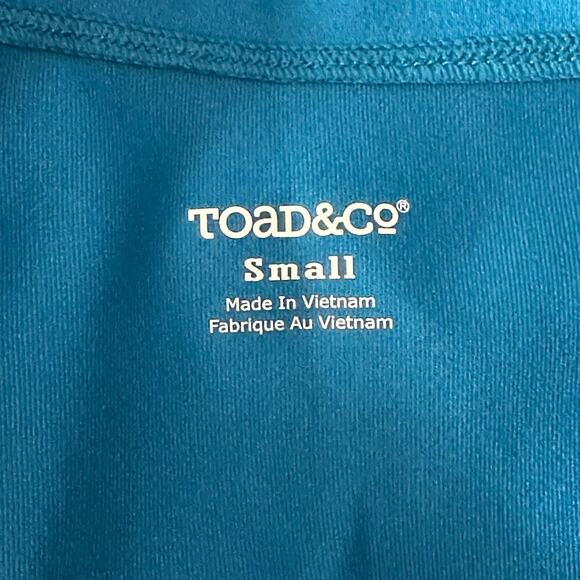 TOAD&CO®
Small
Made In Vietnam
Fabrique Au Vietnam